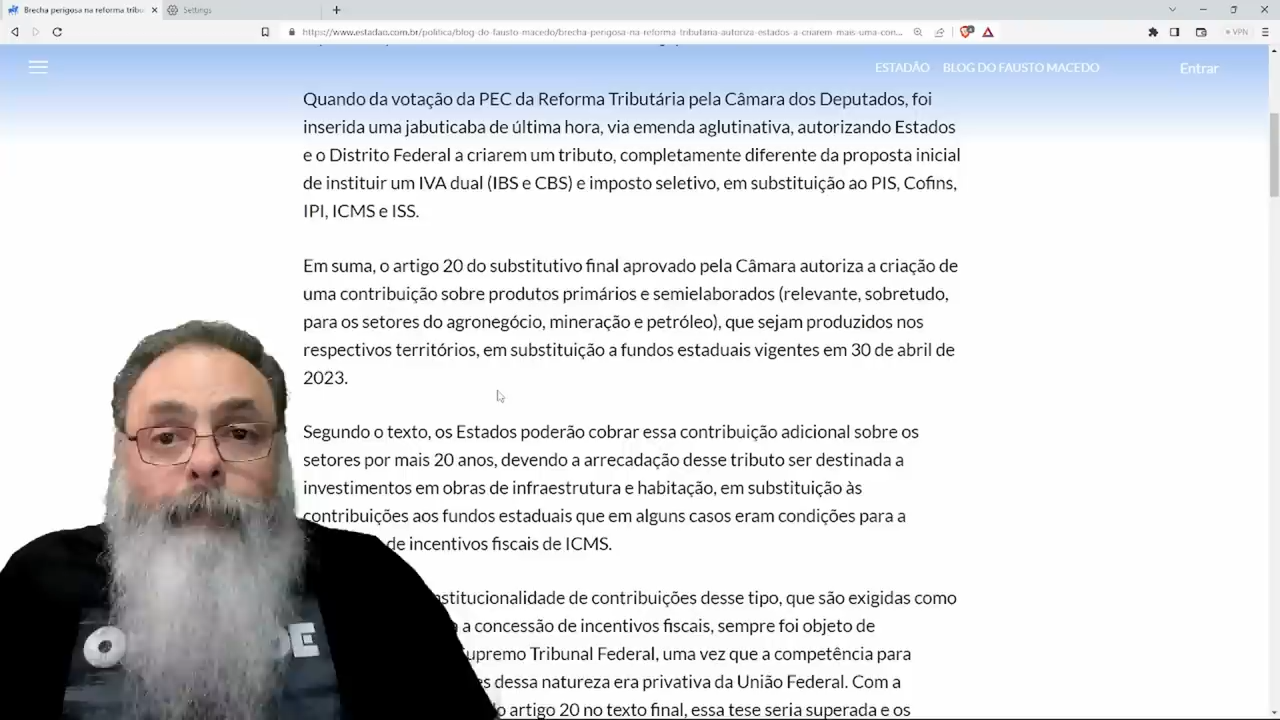 Brecha perigosa na reforma tribu
Settings
https://www.estadao.com.br/politica/blog-do-fausto-macedo/brecha-perigosa-na-reforma-tributaria-autoriza-estados-a-criarem-mais-uma-con...
VPN
ESTADÃO BLOG DO FAUSTO MACEDO
Entrar
Quando da votação da PEC da Reforma Tributária pela Câmara dos Deputados, foi
inserida uma jabuticaba de última hora, via emenda aglutinativa, autorizando Estados
e o Distrito Federal a criarem um tributo, completamente diferente da proposta inicial
de instituir um IVA dual (IBS e CBS) e imposto seletivo, em substituição ao PIS, Cofins,
IPI, ICMS e ISS.
Em suma, o artigo 20 do substitutivo final aprovado pela Câmara autoriza a criação de
uma contribuição sobre produtos primários e semielaborados (relevante, sobretudo,
para os setores do agronegócio, mineração e petróleo), que sejam produzidos nos
respectivos territórios, em substituição a fundos estaduais vigentes em 30 de abril de
2023.
Segundo o texto, os Estados poderão cobrar essa contribuição adicional sobre os
setores por mais 20 anos, devendo a arrecadação desse tributo ser destinada a
investimentos em obras de infraestrutura e habitação, em substituição às
contribuições aos fundos estaduais que em alguns casos eram condições para a
de incentivos fiscais de ICMS.
nstitucionalidade de contribuições desse tipo, que são exigidas como
a concessão de incentivos fiscais, sempre foi objeto de
upremo Tribunal Federal, uma vez que a competência para
es dessa natureza era privativa da União Federal. Com a
o artigo 20 no texto final, essa tese seria superada e os
O E